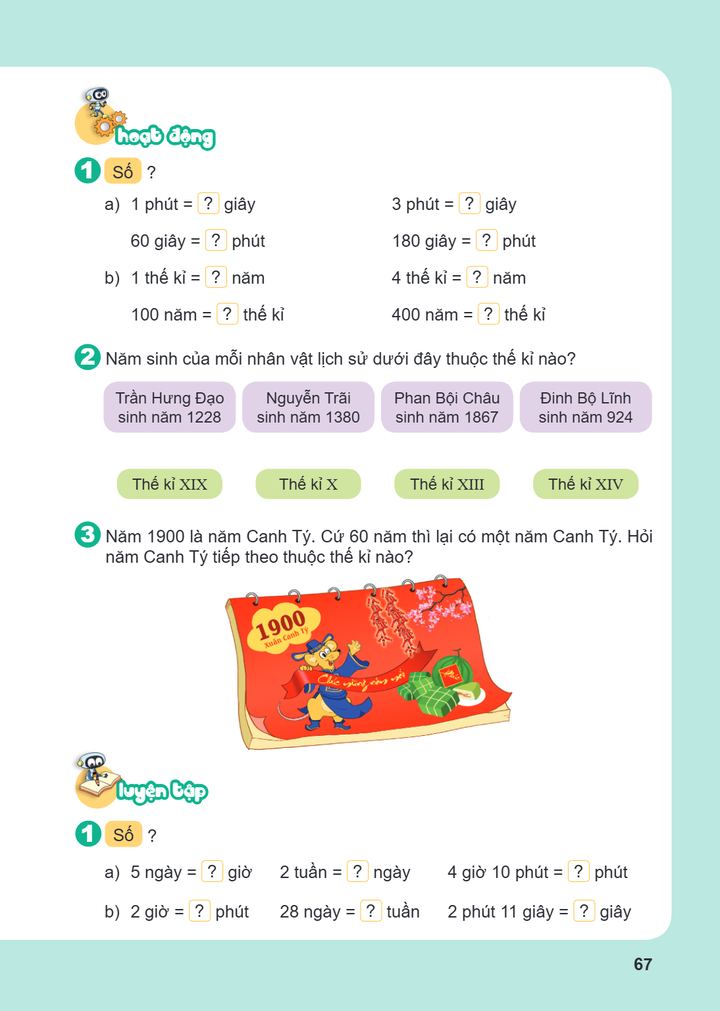 hoạt động
1 Số ?
a) 1 phút = ? giây 3 phút = ? giây
60 giây = ? phút 180 giây = ? phút
b) 1 thế kỉ = ? năm 4 thế kỉ = ? năm
100 năm = ? thế kỉ 400 năm = ? thế kỉ
2 Năm sinh của mỗi nhân vật lịch sử dưới đây thuộc thế kỉ nào?
Trần Hưng Đạo
sinh năm 1228
Nguyễn Trãi
sinh năm 1380
Phan Bội Châu
sinh năm 1867
Đinh Bộ Lĩnh
sinh năm 924
Thế kỉ XIX
Thế kỉ X
Thế kỉ XIII
Thế kỉ XIV
3 Năm 1900 là năm Canh Tý. Cứ 60 năm thì lại có một năm Canh Tý. Hỏi
năm Canh Tý tiếp theo thuộc thế kỉ nào?
1900
Xuân Canh Tý
Chúc mừng năm mới
luyện tập
1 Số ?
a) 5 ngày = ? giờ 2 tuần = ? ngày 4 giờ 10 phút = ? phút
b) 2 giờ = ? phút 28 ngày = ? tuần 2 phút 11 giây = ? giây
67